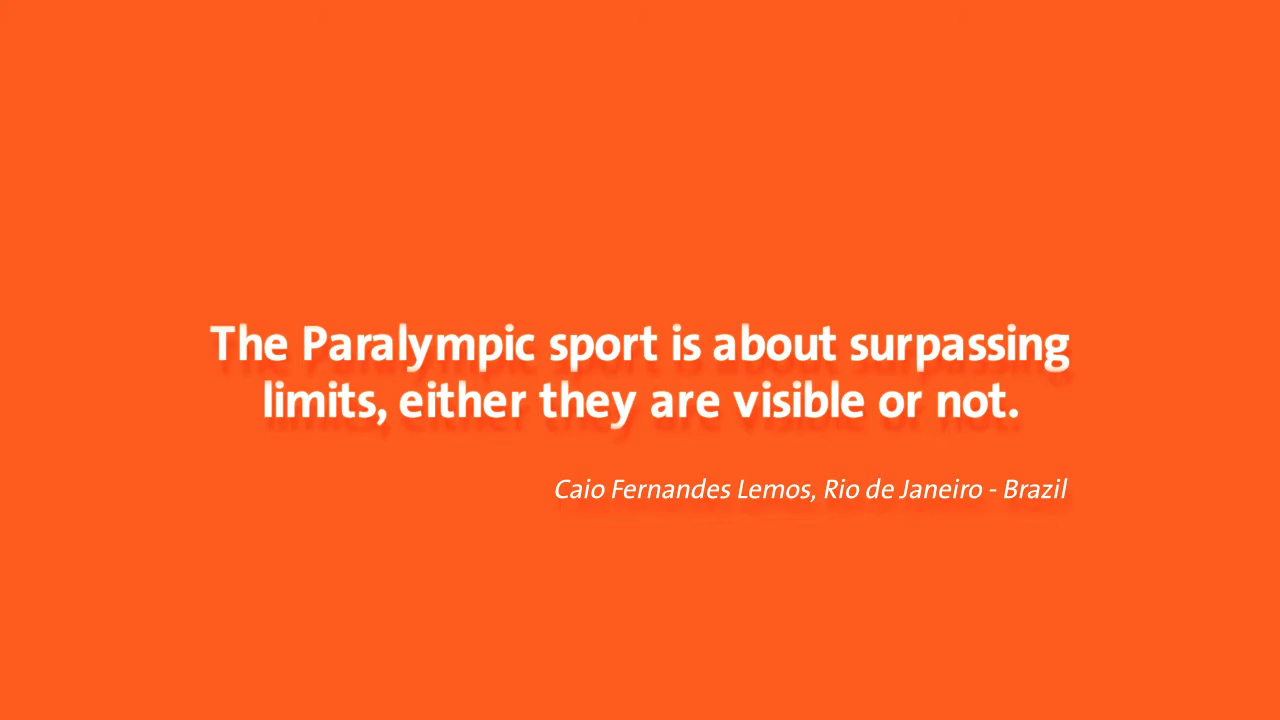 The Paralympic sport is about surpassing
limits, either they are visible or not.
Caio Fernandes Lemos, Rio de Janeiro - Brazil